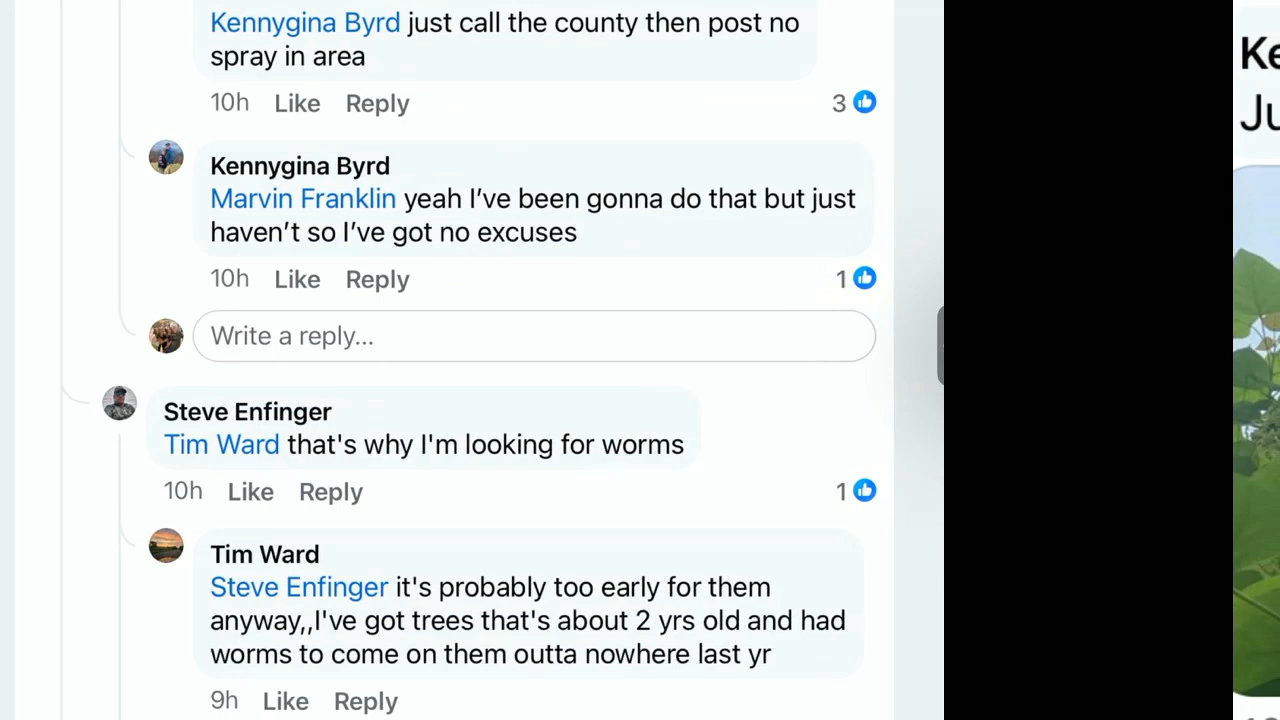 Kennygina Byrd just call the county then post no
spray in area
10h Like Reply 3
Kennygina Byrd
Marvin Franklin yeah I’ve been gonna do that but just
haven’t so I’ve got no excuses
10h Like Reply 1
Write a reply...
Steve Enfinger
Tim Ward that's why I'm looking for worms
10h Like Reply 1
Tim Ward
Steve Enfinger it's probably too early for them
anyway,,I've got trees that's about 2 yrs old and had
worms to come on them outta nowhere last yr
9h Like Reply
Ke
Ju